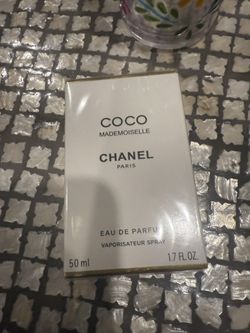 COCO
MADEMOISELLE
CHANEL
PARIS
EAU DE PARFUM
VAPORISATEUR SPRAY
50 ml 1.7 FL. OZ.